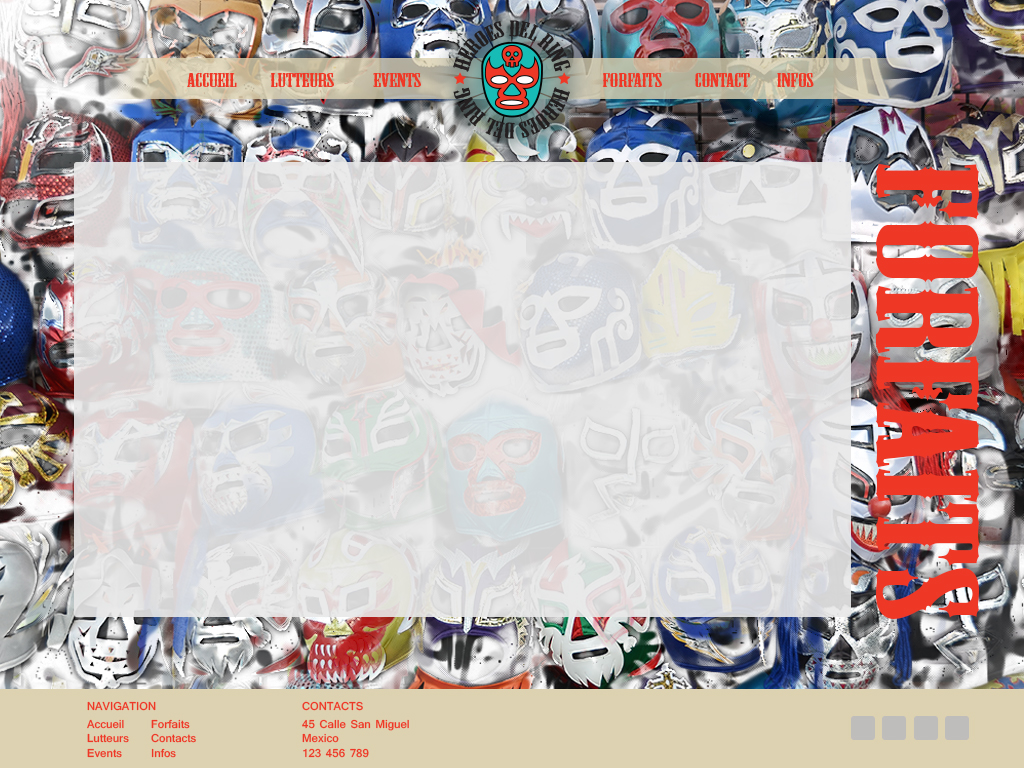 HEROES DEL RING
HEROES DEL RING
ACCUEIL
LUTTEURS
EVENTS
FORFAITS
CONTACT
INFOS
M
FORFAITS
NAVIGATION
Accueil Forfaits
Lutteurs Contacts
Events Infos
CONTACTS
45 Calle San Miguel
Mexico
123 456 789